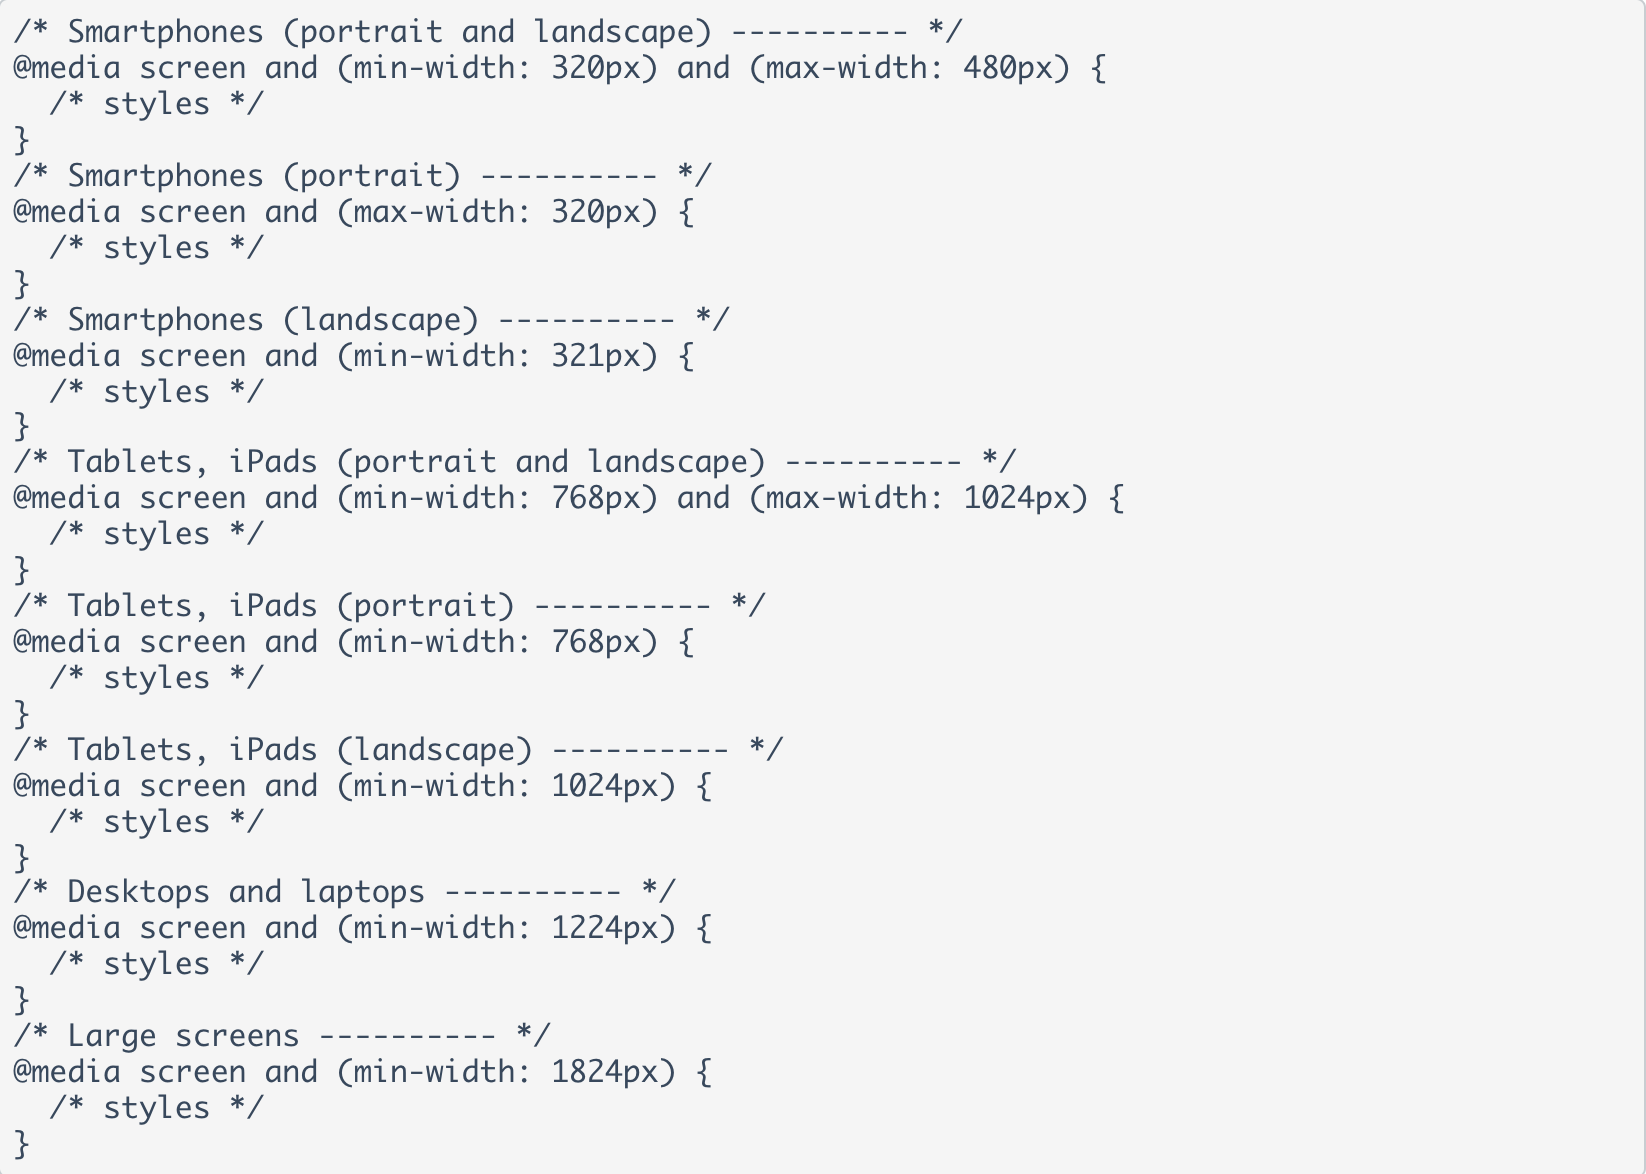 /* Smartphones (portrait and landscape) ---------- */
@media screen and (min-width: 320px) and (max-width: 480px) {
  /* styles */
}
/* Smartphones (portrait) ---------- */
@media screen and (max-width: 320px) {
  /* styles */
}
/* Smartphones (landscape) ---------- */
@media screen and (min-width: 321px) {
  /* styles */
}
/* Tablets, iPads (portrait and landscape) ---------- */
@media screen and (min-width: 768px) and (max-width: 1024px) {
  /* styles */
}
/* Tablets, iPads (portrait) ---------- */
@media screen and (min-width: 768px) {
  /* styles */
}
/* Tablets, iPads (landscape) ---------- */
@media screen and (min-width: 1024px) {
  /* styles */
}
/* Desktops and laptops ---------- */
@media screen and (min-width: 1224px) {
  /* styles */
}
/* Large screens ---------- */
@media screen and (min-width: 1824px) {
  /* styles */
}